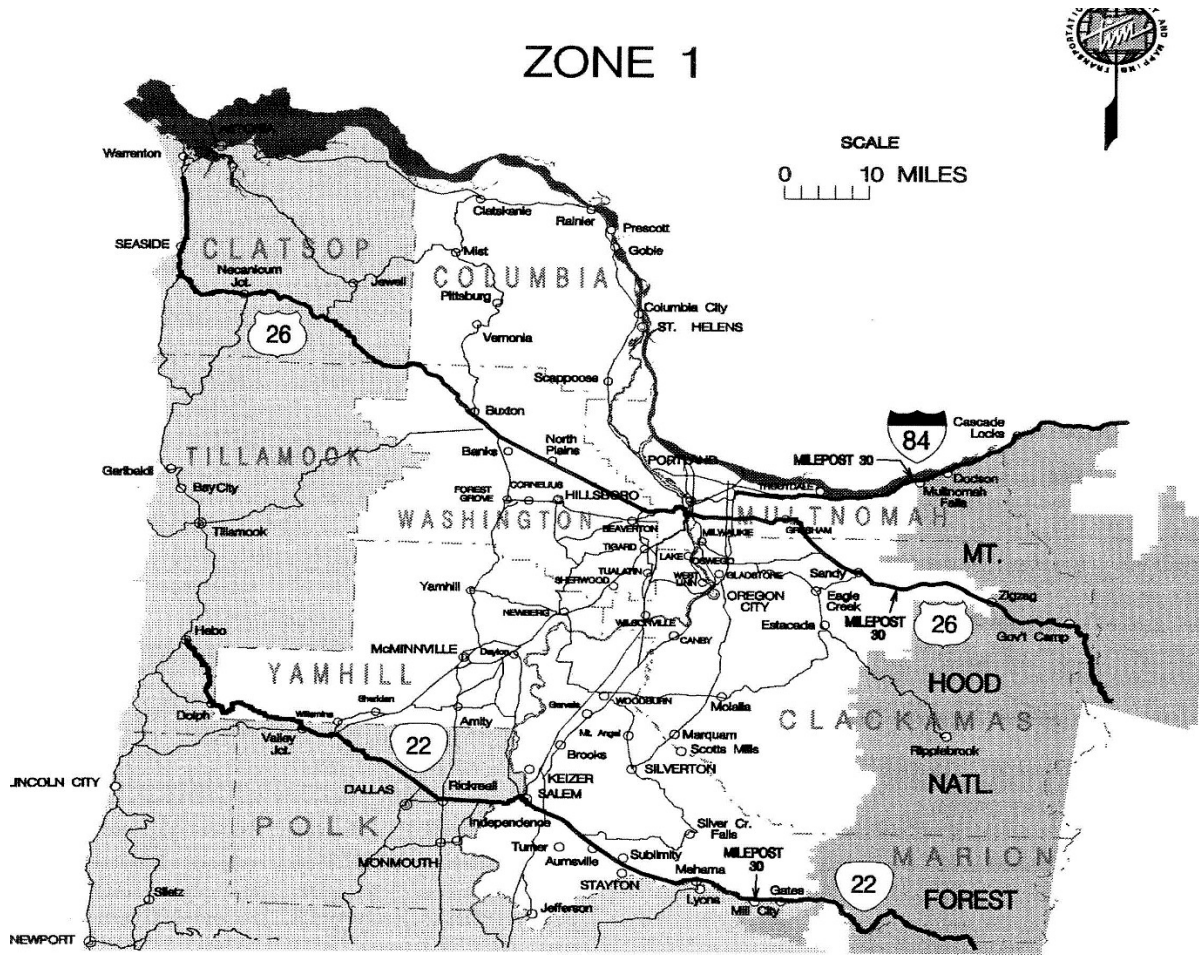 TRANSPORTATION
AND MAPPING
ZONE 1
SCALE
0 10 MILES
Warrenton
Clatskanie
Rainier
Prescott
Goble
SEASIDE
CLATSOP
Necanicum
Jct.
Jewell
Mist
COLUMBIA
Pittsburg
Columbia City
ST. HELENS
26
Vernonia
Scappoose
Buxton
84
Cascade
Locks
TILLAMOOK
Banks
North
Plains
PORTLAND
MILEPOST 30
Garibaldi
Bay City
Dodson
Multnomah
Falls
TROUTDALE
FOREST
GROVE
CORNELIUS
HILLSBORO
WASHINGTON
MULTNOMAH
Tillamook
BEAVERTON
MILWAUKIE
GRESHAM
TIGARD
LAKE
OSWEGO
MT.
TUALATIN
WEST
LINN
GLADSTONE
Sandy
SHERWOOD
Yamhill
OREGON
CITY
Eagle
Creek
Zigzag
NEWBERG
WILSONVILLE
Estacada
MILEPOST
30
26
Gov't Camp
Hebo
CANBY
McMINNVILLE
Dayton
YAMHILL
HOOD
Sheridan
WOODBURN
Molalla
Dolph
Willamina
Amity
Gervais
CLACKAMAS
Valley
Jct.
22
Mt. Angel
Marquam
Scotts Mills
Brooks
Ripplebrook
LINCOLN CITY
KEIZER
SILVERTON
NATL.
DALLAS
Rickreall
SALEM
Independence
POLK
Silver Cr.
Falls
MONMOUTH
Turner
Aumsville
Sublimity
MILEPOST
30
MARION
STAYTON
Mehama
Siletz
Lyons
Mill City
Gates
22
FOREST
Jefferson
NEWPORT